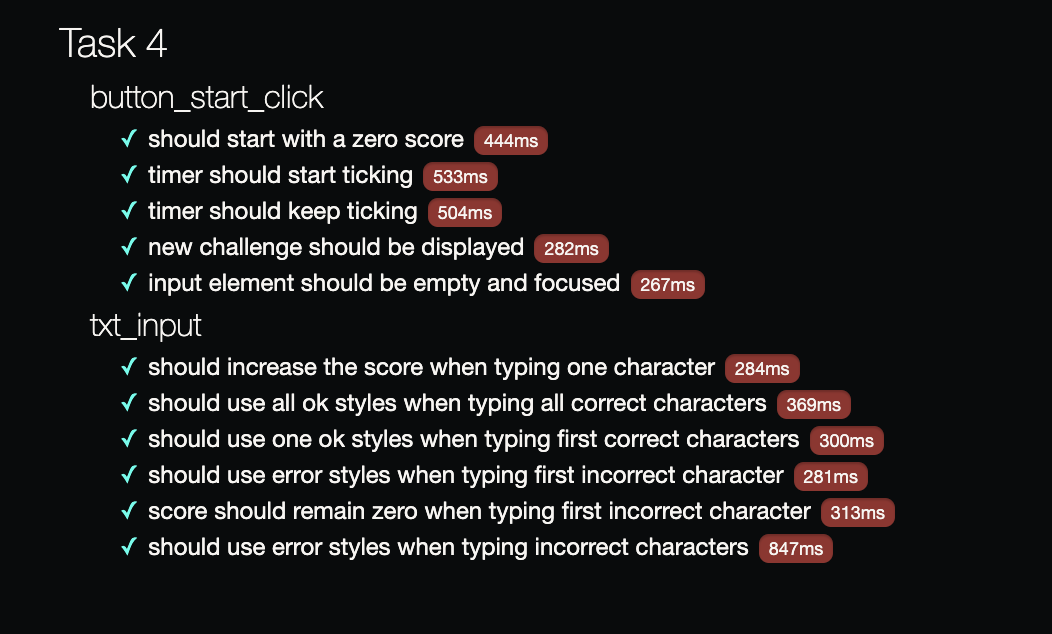 Task 4
button_start_click
✓ should start with a zero score 444ms
✓ timer should start ticking 533ms
✓ timer should keep ticking 504ms
✓ new challenge should be displayed 282ms
✓ input element should be empty and focused 267ms
txt_input
✓ should increase the score when typing one character 284ms
✓ should use all ok styles when typing all correct characters 369ms
✓ should use one ok styles when typing first correct characters 300ms
✓ should use error styles when typing first incorrect character 281ms
✓ score should remain zero when typing first incorrect character 313ms
✓ should use error styles when typing incorrect characters 847ms